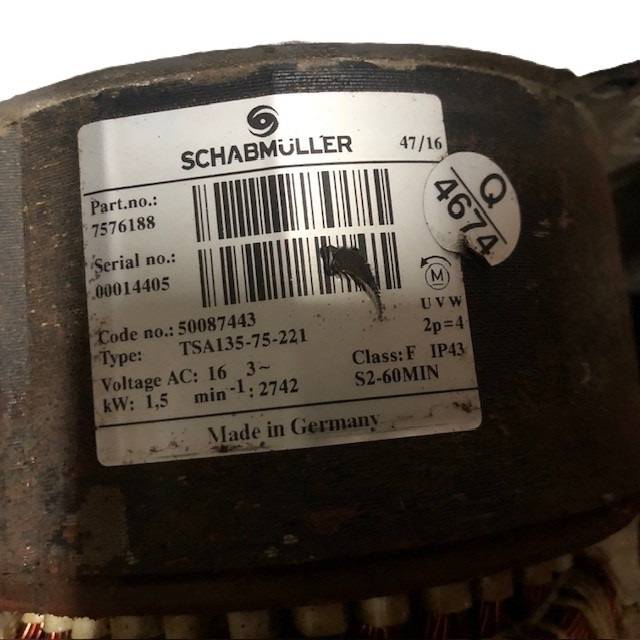 SCHABMÜLLER
47/16
Part.no.:
7576188
Q
4674
Serial no.:
00014405
M
U V W
2p=4
Code no.: 50087443
Type: TSA135-75-221
Voltage AC: 16 3~
Class: F IP43
kW: 1,5 min-1: 2742
S2-60MIN
Made in Germany